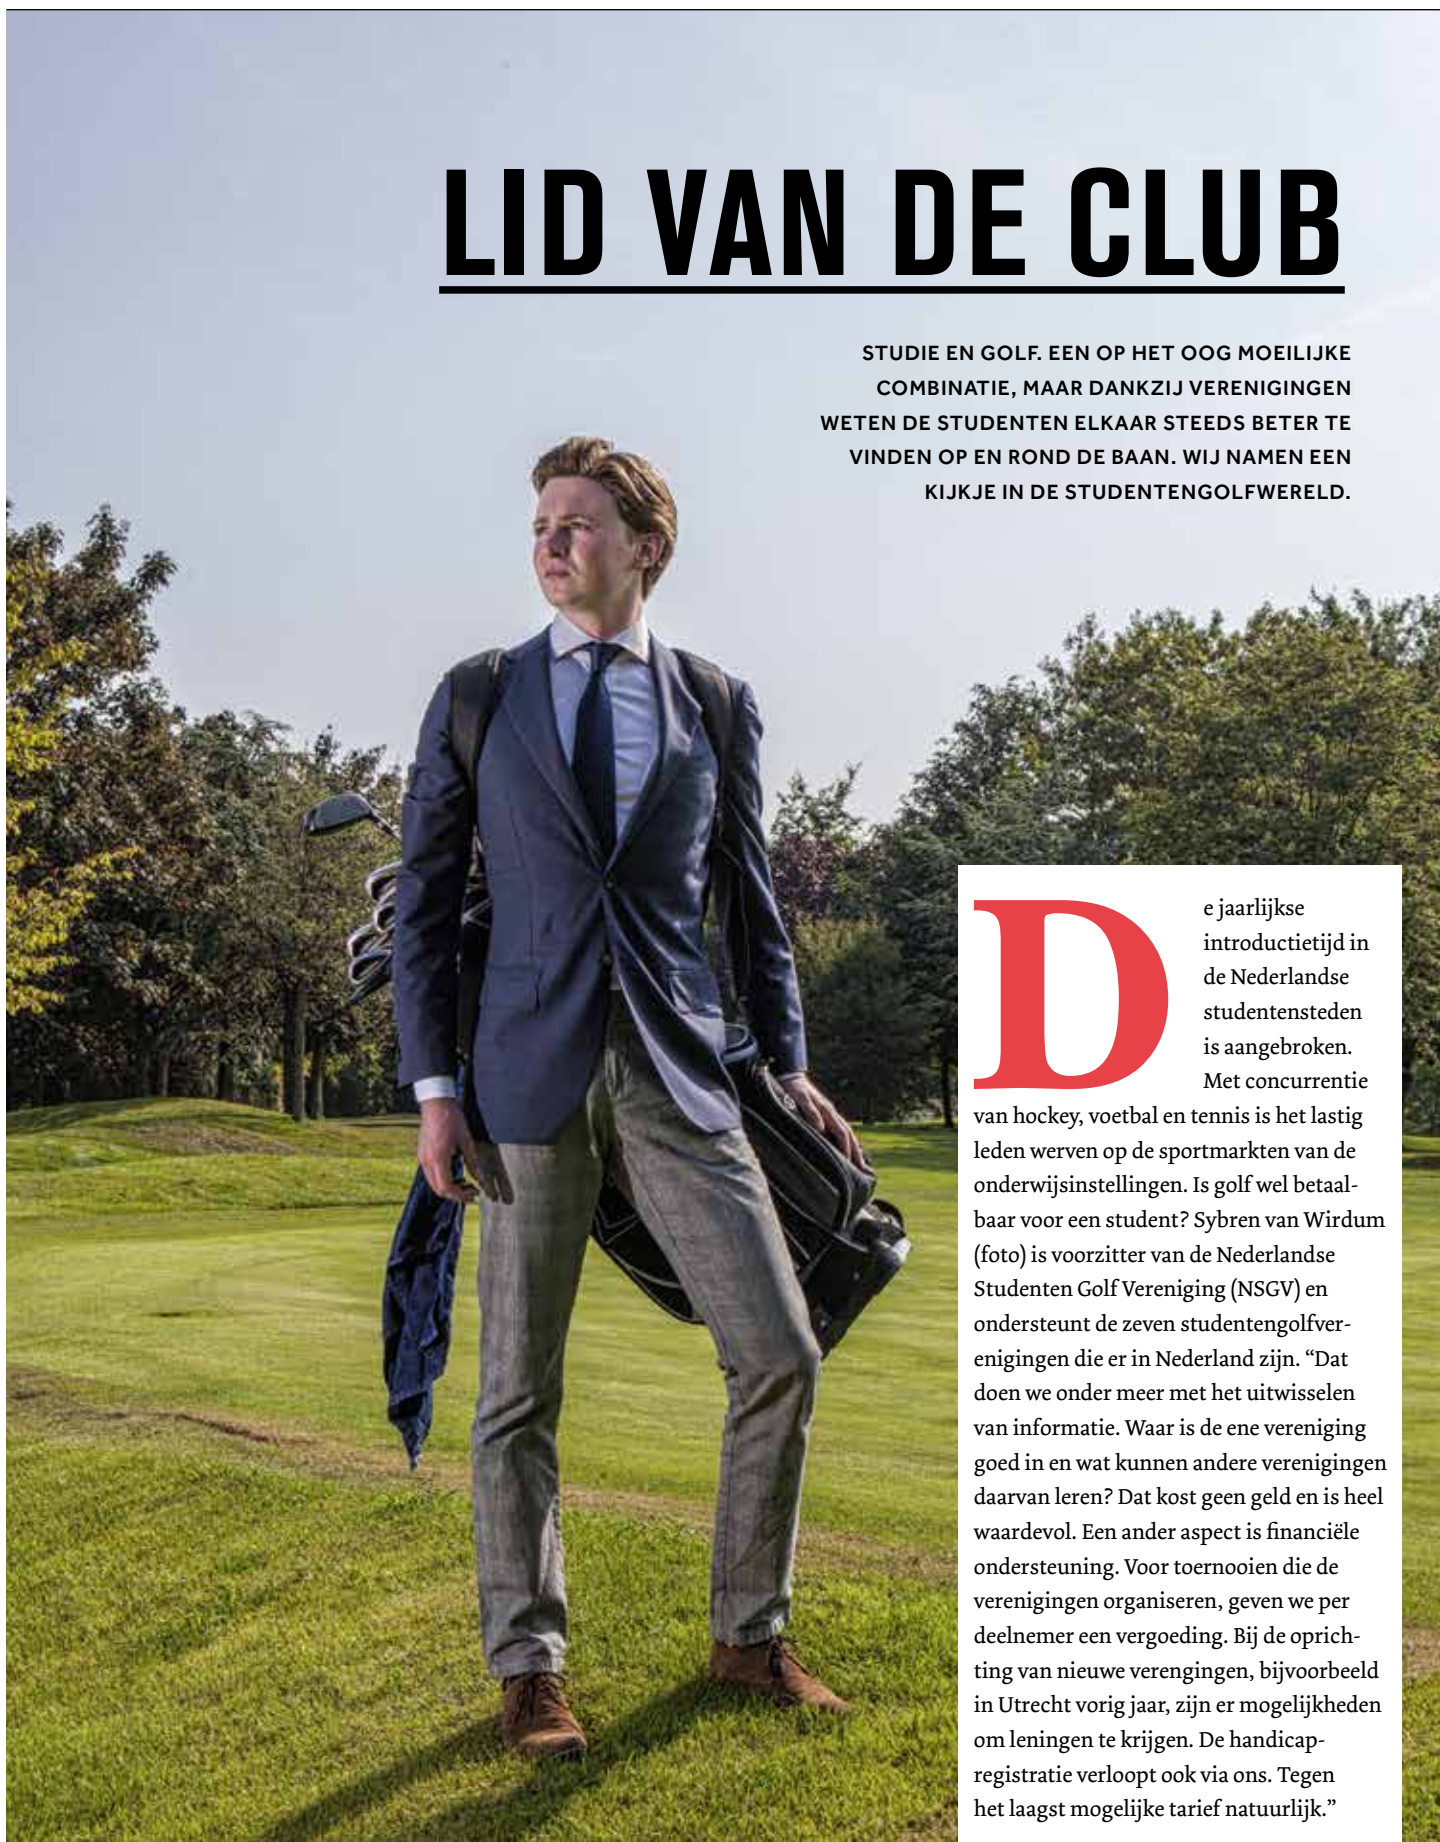 LID VAN DE CLUB
STUDIE EN GOLF. EEN OP HET OOG MOEILIJKE
COMBINATIE, MAAR DANKZIJ VERENIGINGEN
WETEN DE STUDENTEN ELKAAR STEEDS BETER TE
VINDEN OP EN ROND DE BAAN. WIJ NAMEN EEN
KIJKJE IN DE STUDENTENGOLFWERELD.
De jaarlijkse
introductietijd in
de Nederlandse
studentensteden
is aangebroken.
Met concurrentie
van hockey, voetbal en tennis is het lastig
leden werven op de sportmarkten van de
onderwijsinstellingen. Is golf wel betaal-
baar voor een student? Sybren van Wirdum
(foto) is voorzitter van de Nederlandse
Studenten Golf Vereniging (NSGV) en
ondersteunt de zeven studentengolfver-
enigingen die er in Nederland zijn. “Dat
doen we onder meer met het uitwisselen
van informatie. Waar is de ene vereniging
goed in en wat kunnen andere verenigingen
daarvan leren? Dat kost geen geld en is heel
waardevol. Een ander aspect is financiële
ondersteuning. Voor toernooien die de
verenigingen organiseren, geven we per
deelnemer een vergoeding. Bij de oprich-
ting van nieuwe verengingen, bijvoorbeeld
in Utrecht vorig jaar, zijn er mogelijkheden
om leningen te krijgen. De handicap-
registratie verloopt ook via ons. Tegen
het laagst mogelijke tarief natuurlijk.”